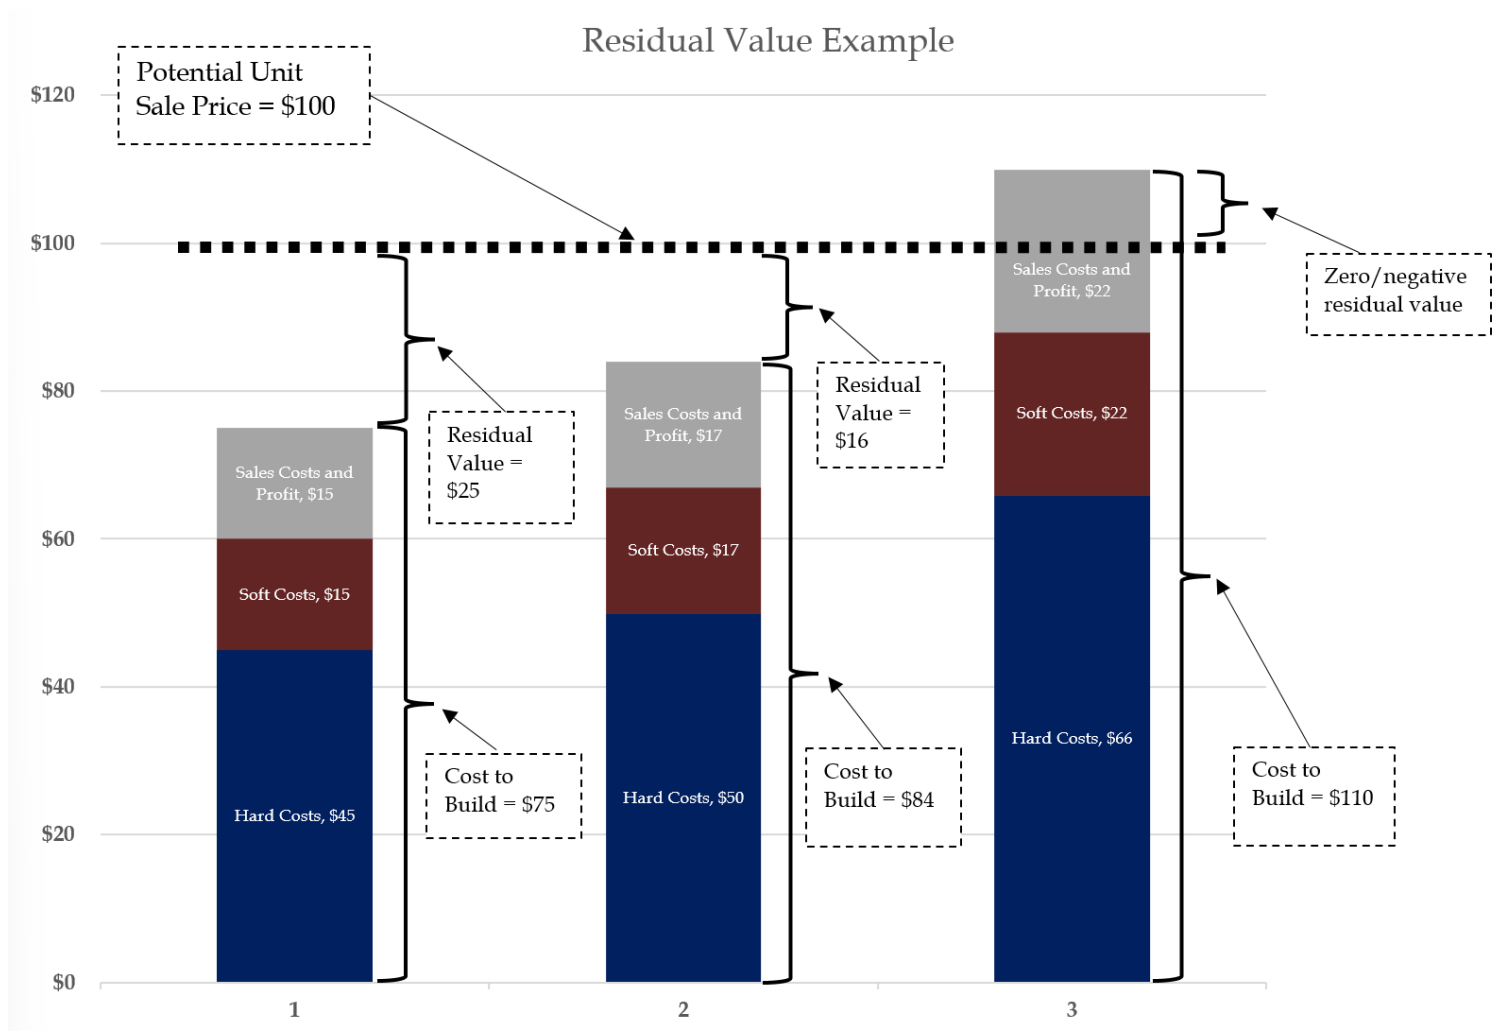 Residual Value Example
Potential Unit
Sale Price = $100
$120
$100
$80
$60
$40
$20
$0
Sales Costs and
Profit, $15
Soft Costs, $15
Hard Costs, $45
Residual
Value =
$25
Cost to
Build = $75
Sales Costs and
Profit, $17
Soft Costs, $17
Hard Costs, $50
Residual
Value =
$16
Cost to
Build = $84
Sales Costs and
Profit, $22
Soft Costs, $22
Hard Costs, $66
Zero/negative
residual value
Cost to
Build = $110
1
2
3